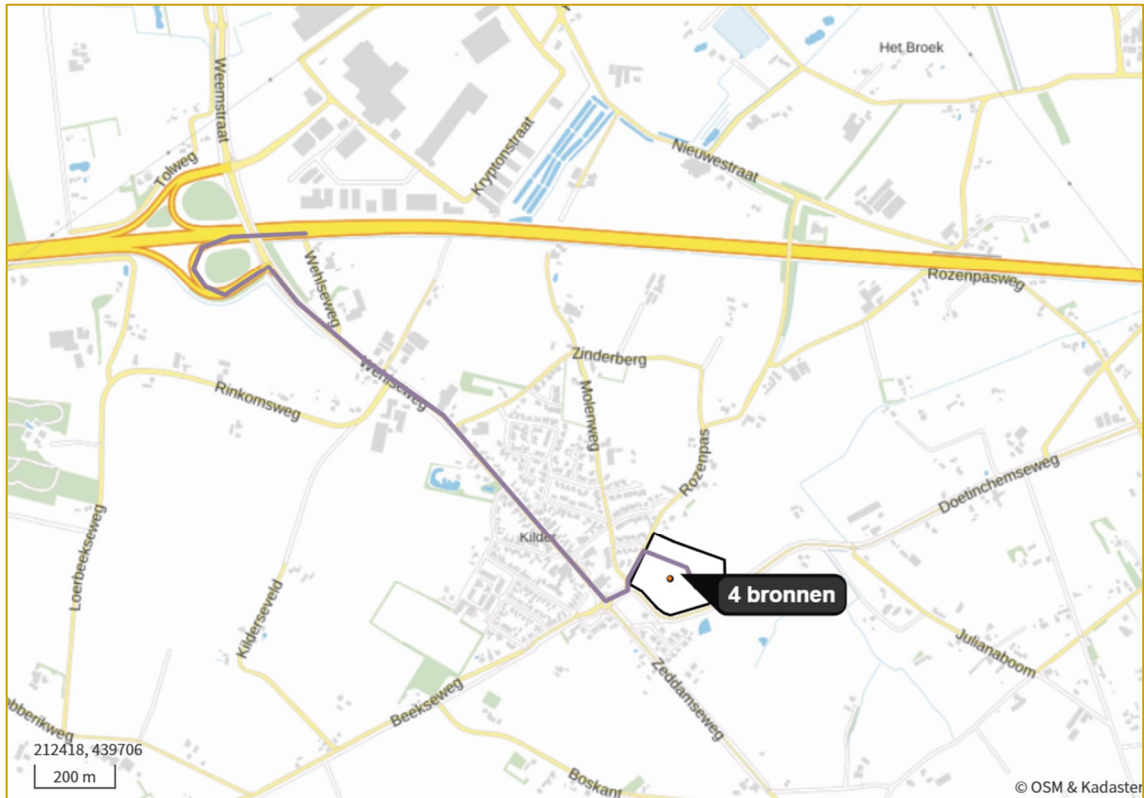 Het Broek
Weemstraat
Tolweg
Kryptonstraat
Nieuwestraat
Wehlseweg
Rozenpasweg
Zinderberg
Wehlseweg
Rinkomsweg
Molenweg
Rozenpas
Doetinchemseweg
Kilder
Loerbeekseweg
4 bronnen
Kilderseveld
Julianaboom
Zeddamseweg
Beekseweg
obberikweg
212418, 439706
200 m
Boskant
© OSM & Kadaster